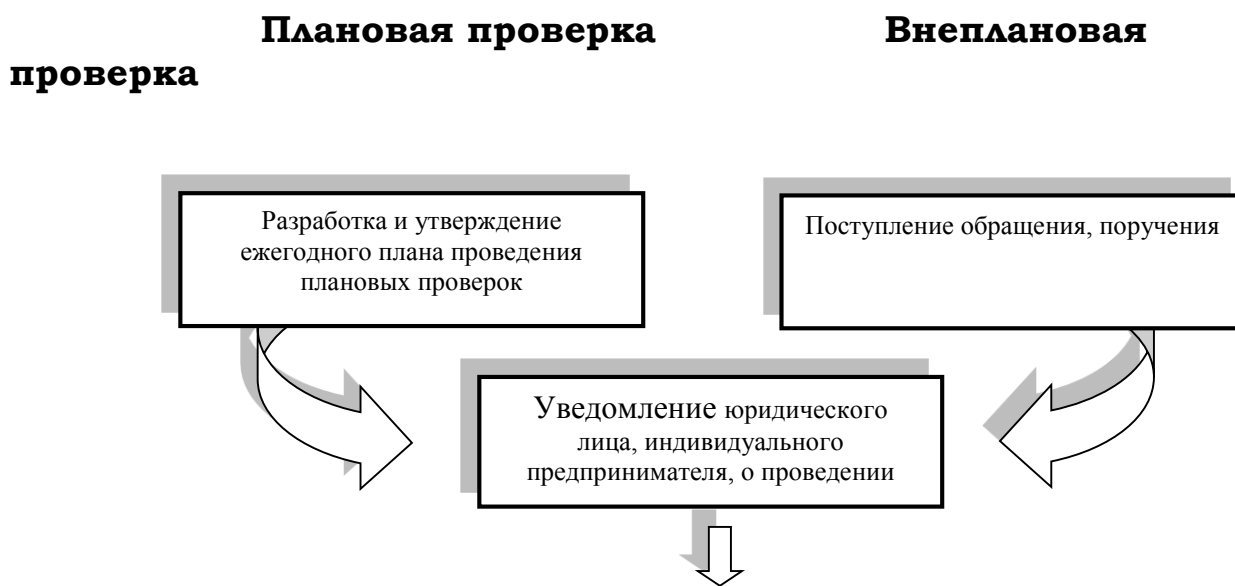 Плановая проверка Внеплановая
проверка
Разработка и утверждение
ежегодного плана проведения
плановых проверок
Поступление обращения, поручения
Уведомление юридического
лица, индивидуального
предпринимателя, о проведении